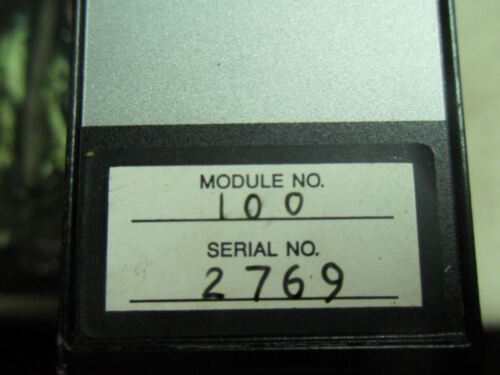 MODULE NO.
100
SERIAL NO.
2769